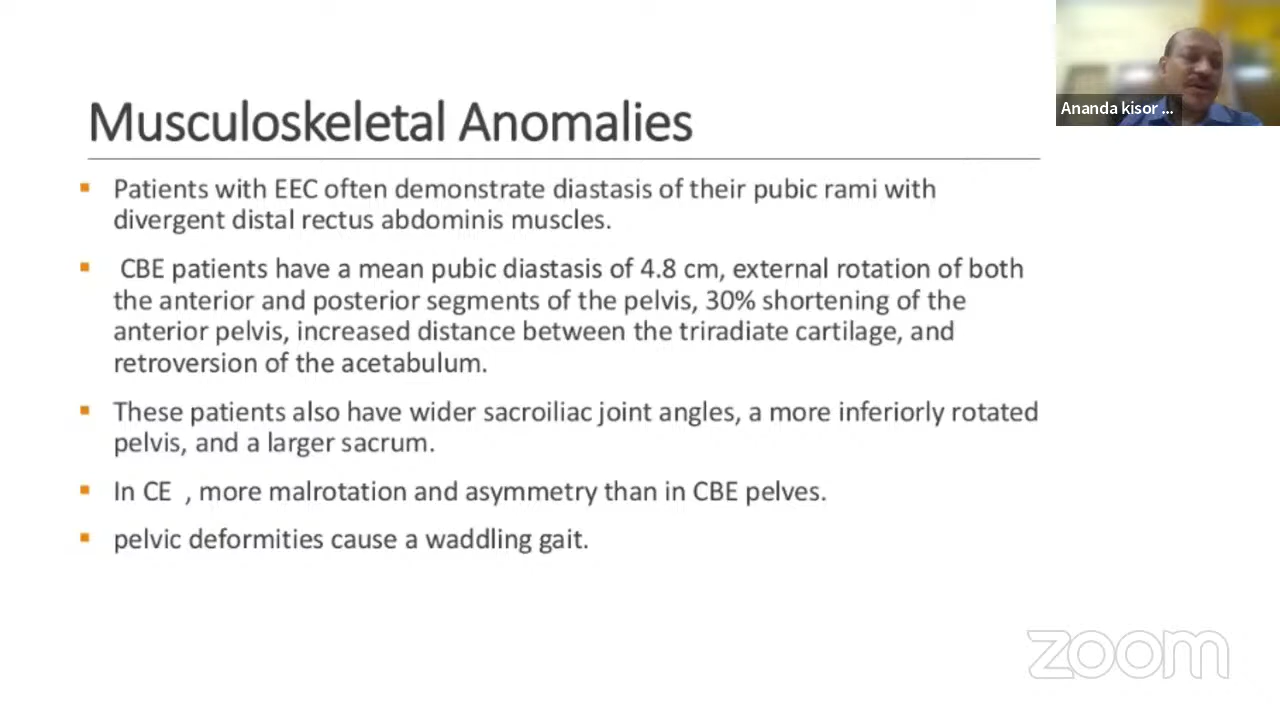 Ananda kisor ...
Musculoskeletal Anomalies
▪ Patients with EEC often demonstrate diastasis of their pubic rami with
divergent distal rectus abdominis muscles.
▪ CBE patients have a mean pubic diastasis of 4.8 cm, external rotation of both
the anterior and posterior segments of the pelvis, 30% shortening of the
anterior pelvis, increased distance between the triradiate cartilage, and
retroversion of the acetabulum.
▪ These patients also have wider sacroiliac joint angles, a more inferiorly rotated
pelvis, and a larger sacrum.
▪ In CE , more malrotation and asymmetry than in CBE pelves.
▪ pelvic deformities cause a waddling gait.
zoom